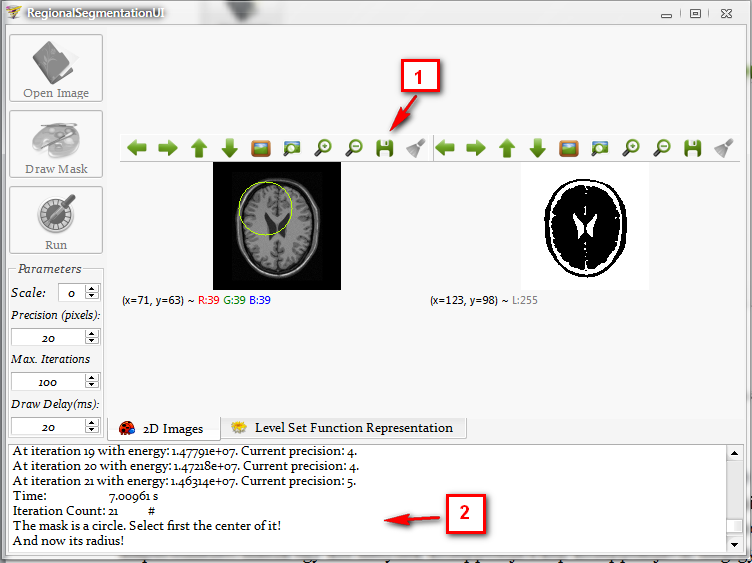 RegionalSegmentationUI
Open Image
Draw Mask
Run
Parameters
Scale: 0
Precision (pixels):
20
Max. Iterations
100
Draw Delay(ms):
20
1
(x=71, y=63) ~ R:39 G:39 B:39
(x=123, y=98) ~ L:255
2D Images
Level Set Function Representation
At iteration 19 with energy: 1.47791e+07. Current precision: 4.
At iteration 20 with energy: 1.47218e+07. Current precision: 4.
At iteration 21 with energy: 1.46314e+07. Current precision: 5.
Time: 7.00961 s
Iteration Count: 21 #
The mask is a circle. Select first the center of it!
And now its radius!
2